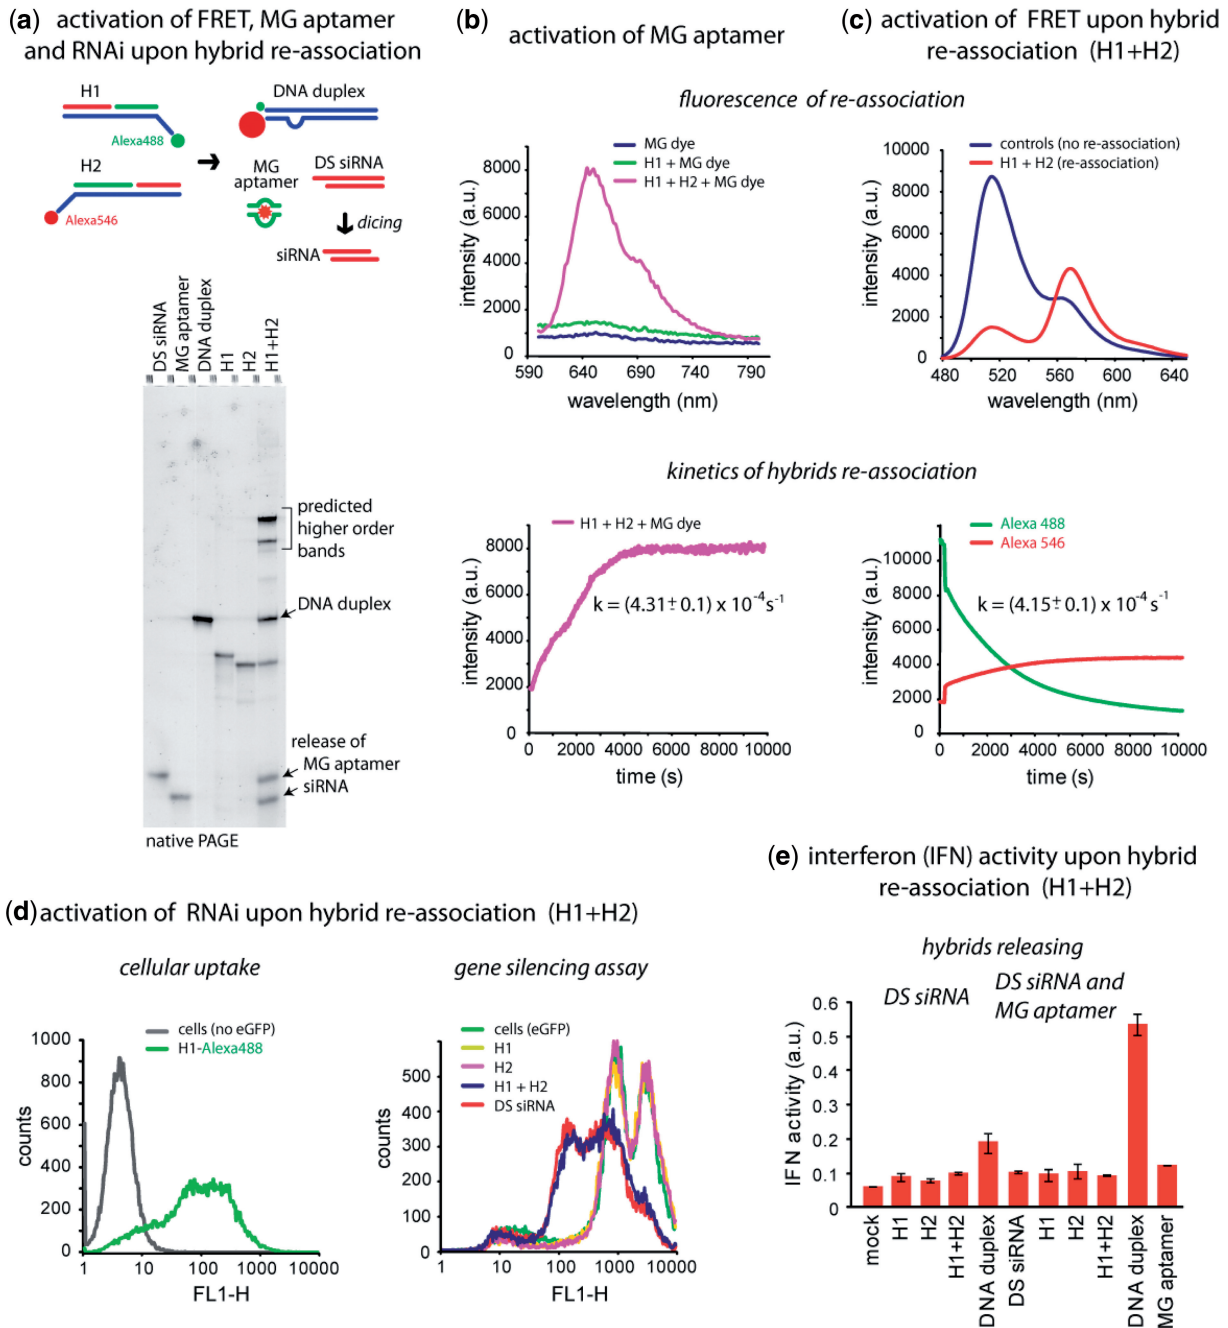 (a) activation of FRET, MG aptamer
and RNAi upon hybrid re-association
H1
Alexa488
H2
Alexa546
DNA duplex
MG
aptamer
DS siRNA
dicing
siRNA
DS siRNA
MG aptamer
DNA duplex
H1
H2
H1+H2
predicted
higher order
bands
DNA duplex
release of
MG aptamer
siRNA
native PAGE
(b)
activation of MG aptamer
(c) activation of FRET upon hybrid
re-association (H1+H2)
fluorescence of re-association
MG dye
H1 + MG dye
H1 + H2 + MG dye
intensity (a.u.)
8000
6000
4000
2000
0
590 640 690 740 790
wavelength (nm)
controls (no re-association)
H1 + H2 (re-association)
intensity (a.u.)
10000
8000
10000
4000
2000
0
480 520 560 600 640
wavelength (nm)
kinetics of hybrids re-association
H1 + H2 + MG dye
intensity (a.u.)
8000
6000
4000
2000
0
k = (4.31± 0.1) x 10-4s-1
0 2000 4000 6000 8000 10000
time (s)
Alexa 488
Alexa 546
intensity (a.u.)
10000
8000
6000
4000
2000
0
k = (4.15± 0.1) x 10-4s-1
0 2000 4000 6000 8000 10000
time (s)
(d) activation of RNAi upon hybrid re-association (H1+H2)
cellular uptake
cells (no eGFP)
H1-Alexa488
counts
1000
800
600
400
200
0
1 10 100 1000 10000
FL1-H
gene silencing assay
cells (eGFP)
H1
H2
H1 + H2
DS siRNA
counts
500
400
300
200
100
0
1 10 100 1000 10000
FL1-H
(e) interferon (IFN) activity upon hybrid
re-association (H1+H2)
hybrids releasing
DS siRNA
DS siRNA and
MG aptamer
IFN activity (a.u.)
0.6
0.5
0.4
0.3
0.2
0.1
0
mock
H1
H2
H1+H2
DNA duplex
DS siRNA
H1
H2
H1+H2
DNA duplex
MG aptamer